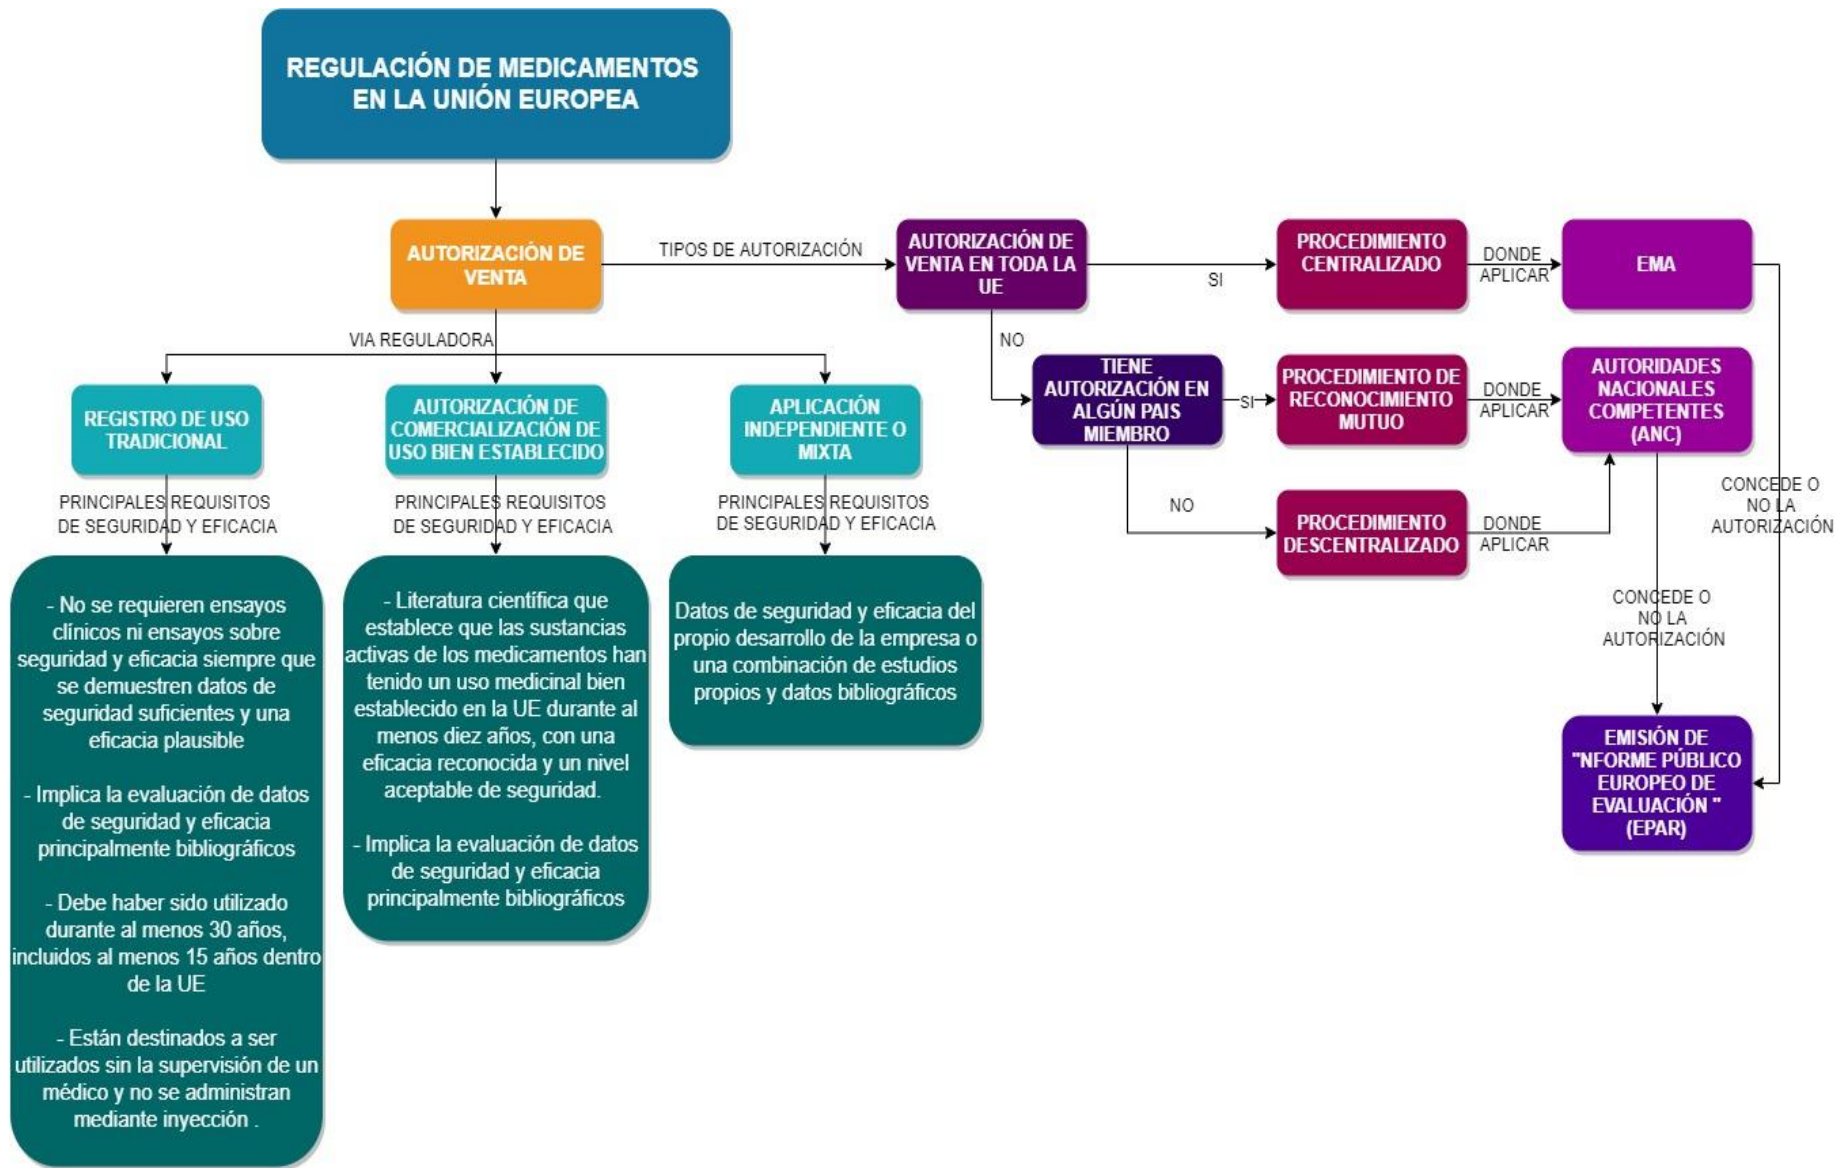 REGULACIÓN DE MEDICAMENTOS
EN LA UNIÓN EUROPEA
AUTORIZACIÓN DE
VENTA
TIPOS DE AUTORIZACIÓN
AUTORIZACIÓN DE
VENTA EN TODA LA
UE
SI
PROCEDIMIENTO
CENTRALIZADO
DONDE
APLICAR
EMA
NO
TIENE
AUTORIZACIÓN EN
ALGÚN PAIS
MIEMBRO
SI
PROCEDIMIENTO DE
RECONOCIMIENTO
MUTUO
DONDE
APLICAR
AUTORIDADES
NACIONALES
COMPETENTES
(ANC)
NO
PROCEDIMIENTO
DESCENTRALIZADO
DONDE
APLICAR
CONCEDE O
NO LA
AUTORIZACIÓN
CONCEDE O
NO LA
AUTORIZACIÓN
EMISIÓN DE
"NFORME PÚBLICO
EUROPEO DE
EVALUACIÓN "
(EPAR)
VIA REGULADORA
REGISTRO DE USO
TRADICIONAL
PRINCIPALES REQUISITOS
DE SEGURIDAD Y EFICACIA
- No se requieren ensayos
clínicos ni ensayos sobre
seguridad y eficacia siempre que
se demuestren datos de
seguridad suficientes y una
eficacia plausible
- Implica la evaluación de datos
de seguridad y eficacia
principalmente bibliográficos
- Debe haber sido utilizado
durante al menos 30 años,
incluidos al menos 15 años dentro
de la UE
- Están destinados a ser
utilizados sin la supervisión de un
médico y no se administran
mediante inyección .
AUTORIZACIÓN DE
COMERCIALIZACIÓN DE
USO BIEN ESTABLECIDO
PRINCIPALES REQUISITOS
DE SEGURIDAD Y EFICACIA
- Literatura científica que
establece que las sustancias
activas de los medicamentos han
tenido un uso medicinal bien
establecido en la UE durante al
menos diez años, con una
eficacia reconocida y un nivel
aceptable de seguridad.
- Implica la evaluación de datos
de seguridad y eficacia
principalmente bibliográficos
APLICACIÓN
INDEPENDIENTE O
MIXTA
PRINCIPALES REQUISITOS
DE SEGURIDAD Y EFICACIA
Datos de seguridad y eficacia del
propio desarrollo de la empresa o
una combinación de estudios
propios y datos bibliográficos